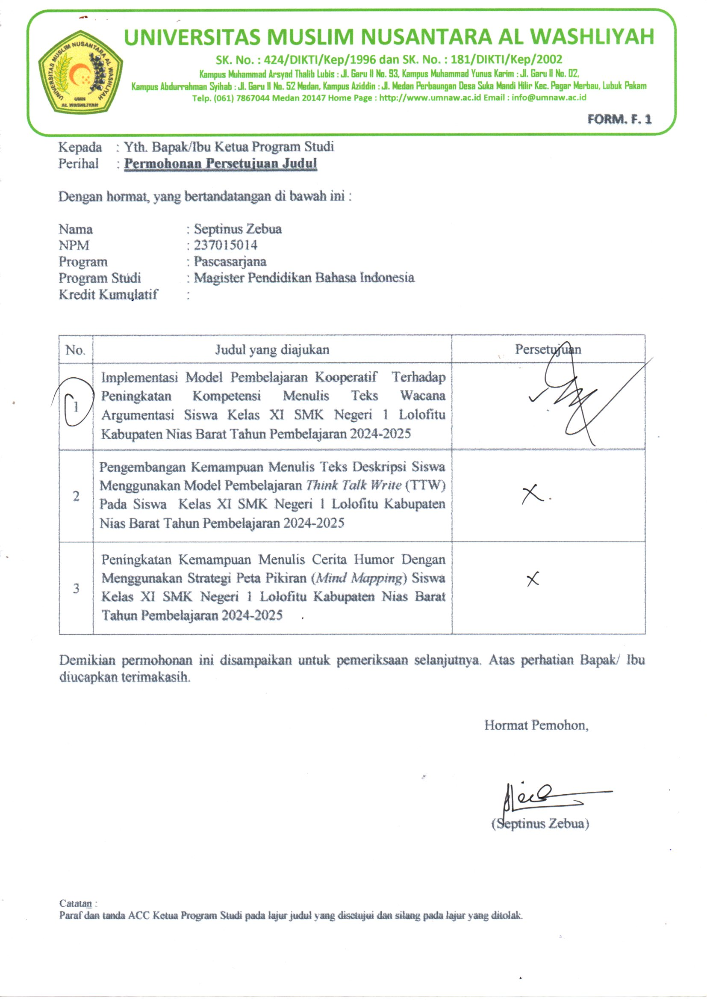 UNIVERSITAS MUSLIM NUSANTARA AL WASHLIYAH
SK. No. : 424/DIKTI/Kep/1996 dan SK. No. : 181/DIKTI/Kep/2002
Kampus Muhammad Arsyad Thalib Lubis : Jl. Garu II No. 93, Kampus Muhammad Yunus Karim : Jl. Garu II No. 02,
Kampus Abdurrahman Syihab : Jl. Garu II No. 52 Medan, Kampus Aziddin : Jl. Medan Perbaungan Desa Suka Mandi Hilir Kec. Pagar Merbau, Lubuk Pakam
Telp. (061) 7867044 Medan 20147 Home Page : http://www.umnaw.ac.id Email : info@umnaw.ac.id
UNIVERSITAS MUSLIM NUSANTARA AL WASHLIYAH
UMN
AL WASHLIYAH
FORM. F. 1
Kepada : Yth. Bapak/Ibu Ketua Program Studi
Perihal : Permohonan Persetujuan Judul
Dengan hormat, yang bertandatangan di bawah ini :
Nama : Septinus Zebua
NPM : 237015014
Program : Pascasarjana
Program Studi : Magister Pendidikan Bahasa Indonesia
Kredit Kumulatif :
No. Judul yang diajukan Persetujuan
1 Implementasi Model Pembelajaran Kooperatif Terhadap
Peningkatan Kompetensi Menulis Teks Wacana
Argumentasi Siswa Kelas XI SMK Negeri 1 Lolofitu
Kabupaten Nias Barat Tahun Pembelajaran 2024-2025
2 Pengembangan Kemampuan Menulis Teks Deskripsi Siswa
Menggunakan Model Pembelajaran Think Talk Write (TTW)
Pada Siswa Kelas XI SMK Negeri 1 Lolofitu Kabupaten
Nias Barat Tahun Pembelajaran 2024-2025
3 Peningkatan Kemampuan Menulis Cerita Humor Dengan
Menggunakan Strategi Peta Pikiran (Mind Mapping) Siswa
Kelas XI SMK Negeri 1 Lolofitu Kabupaten Nias Barat
Tahun Pembelajaran 2024-2025
Demikian permohonan ini disampaikan untuk pemeriksaan selanjutnya. Atas perhatian Bapak/ Ibu
diucapkan terimakasih.
Hormat Pemohon,
(Septinus Zebua)
Catatan :
Paraf dan tanda ACC Ketua Program Studi pada lajur judul yang disetujui dan silang pada lajur yang ditolak.